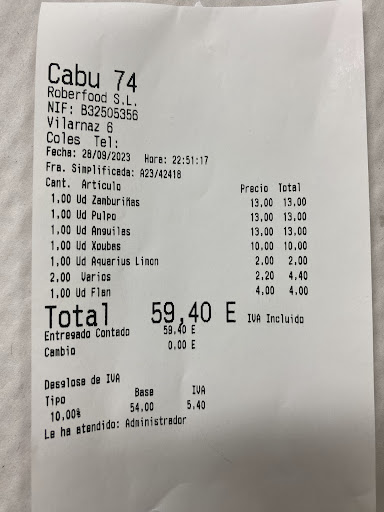 Cabu 74
Roberfood S.L.
NIF: B32505356
Vilarnaz 6
Coles Tel:
Fecha: 28/09/2023 Hora: 22:51:17
Fra. Simplificada: A23/42418
Cant. Artículo Precio Total
1,00 Ud Zamburiñas 13,00 13,00
1,00 Ud Pulpo 13,00 13,00
1,00 Ud Anguilas 13,00 13,00
1,00 Ud Xoubas 10,00 10,00
1,00 Ud Aquarius Limon 2,00 2,00
2,00 Varios 2,20 4,40
1,00 Ud Flan 4,00 4,00
Total 59,40 E IVA Incluido
Entregado Contado 59.40 E
Cambio 0.00 E
Desglose de IVA
Tipo Base IVA
10,00% 54,00 5,40
Le ha atendido: Administrador